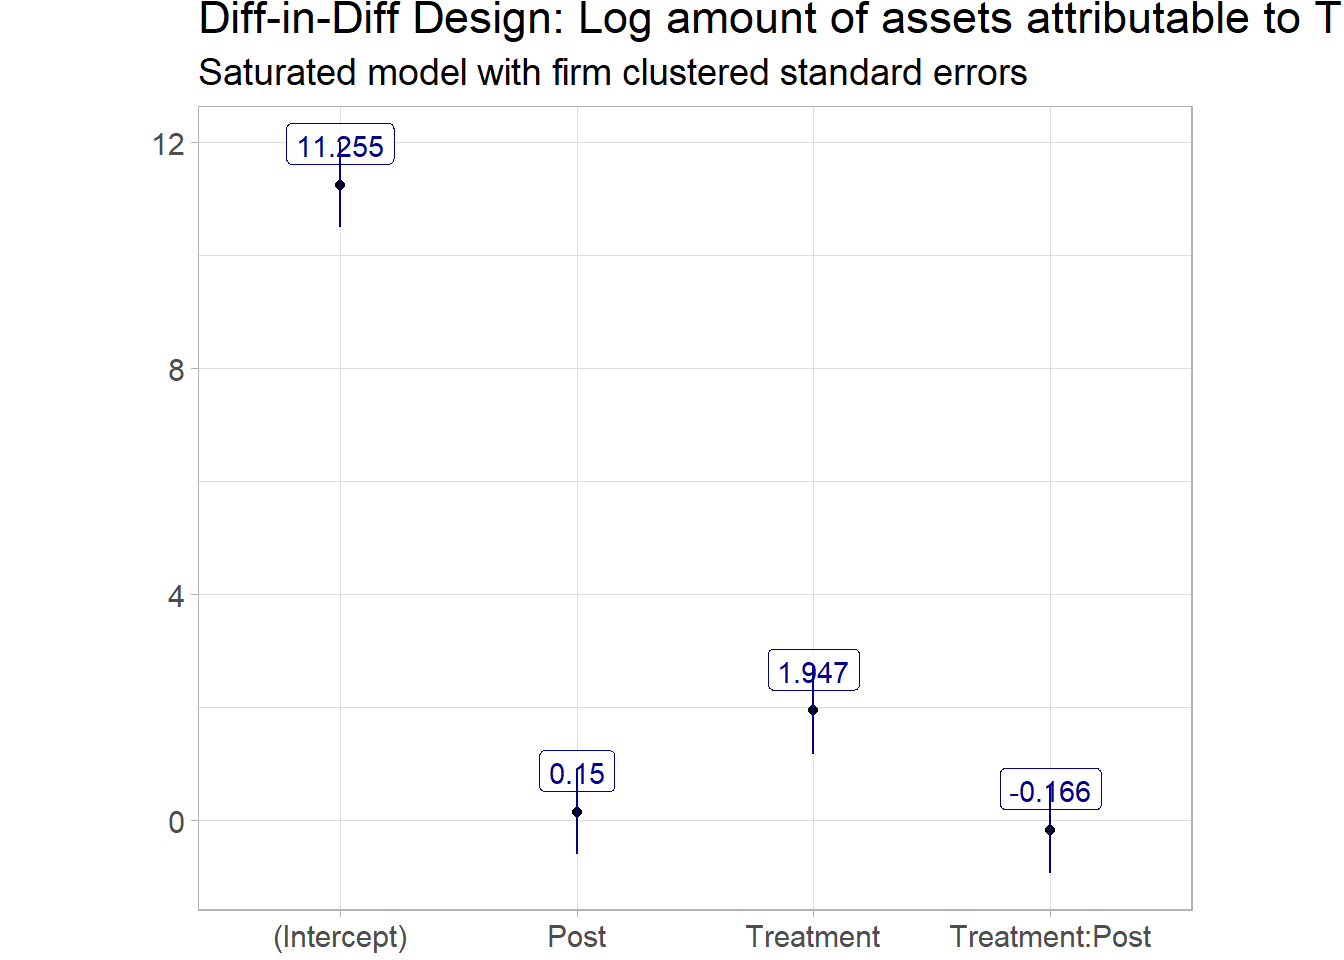 Diff-in-Diff Design: Log amount of assets attributable to T
Saturated model with firm clustered standard errors
12
11.255
8
4
1.947
0.15
-0.166
0
(Intercept) Post Treatment Treatment:Post